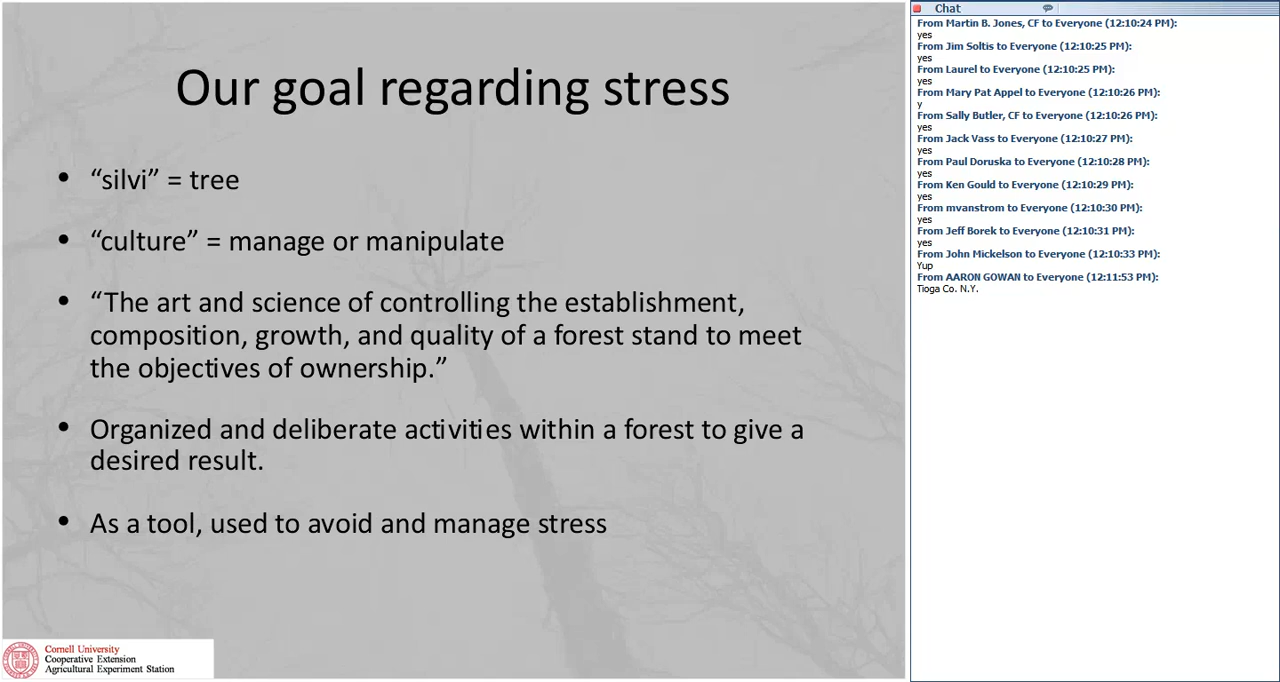 Our goal regarding stress
• “silvi” = tree
• “culture” = manage or manipulate
• “The art and science of controlling the establishment,
composition, growth, and quality of a forest stand to meet
the objectives of ownership.”
• Organized and deliberate activities within a forest to give a
desired result.
• As a tool, used to avoid and manage stress
Cornell University
Cooperative Extension
Agricultural Experiment Station
Chat
From Martin B. Jones, CF to Everyone (12:10:24 PM):
yes
From Jim Soltis to Everyone (12:10:25 PM):
yes
From Laurel to Everyone (12:10:25 PM):
yes
From Mary Pat Appel to Everyone (12:10:26 PM):
y
From Sally Butler, CF to Everyone (12:10:26 PM):
yes
From Jack Vass to Everyone (12:10:27 PM):
yes
From Paul Doruska to Everyone (12:10:28 PM):
yes
From Ken Gould to Everyone (12:10:29 PM):
yes
From mvanstrom to Everyone (12:10:30 PM):
yes
From Jeff Borek to Everyone (12:10:31 PM):
yes
From John Mickelson to Everyone (12:10:33 PM):
Yup
From AARON GOWAN to Everyone (12:11:53 PM):
Tioga Co. N.Y.